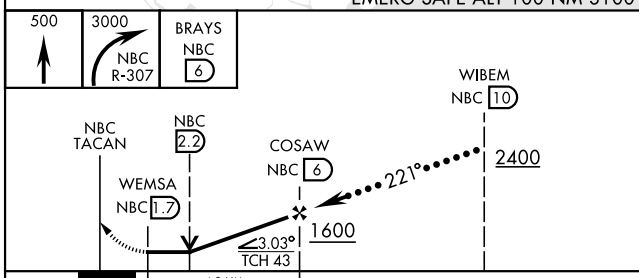 EMERG SAFE ALT 100 NM 3100
500
3000
NBC
R-307
BRAYS
NBC
6
WIBEM
NBC 10
NBC
TACAN
NBC
2.2
COSAW
NBC 6
WEMSA
NBC 1.7
221°
2400
1600
3.03°
TCH 43